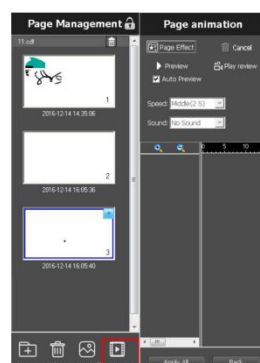 Page Management
11.edl
1
2016-12-14 14:35:06
2
2016-12-14 16:05:36
3
2016-12-14 16:05:40
Page animation
Page Effect
Cancel
Preview
Play review
Auto Preview
Speed: Middle(2 S)
Sound: No Sound
0 5 10
Apply All
Back